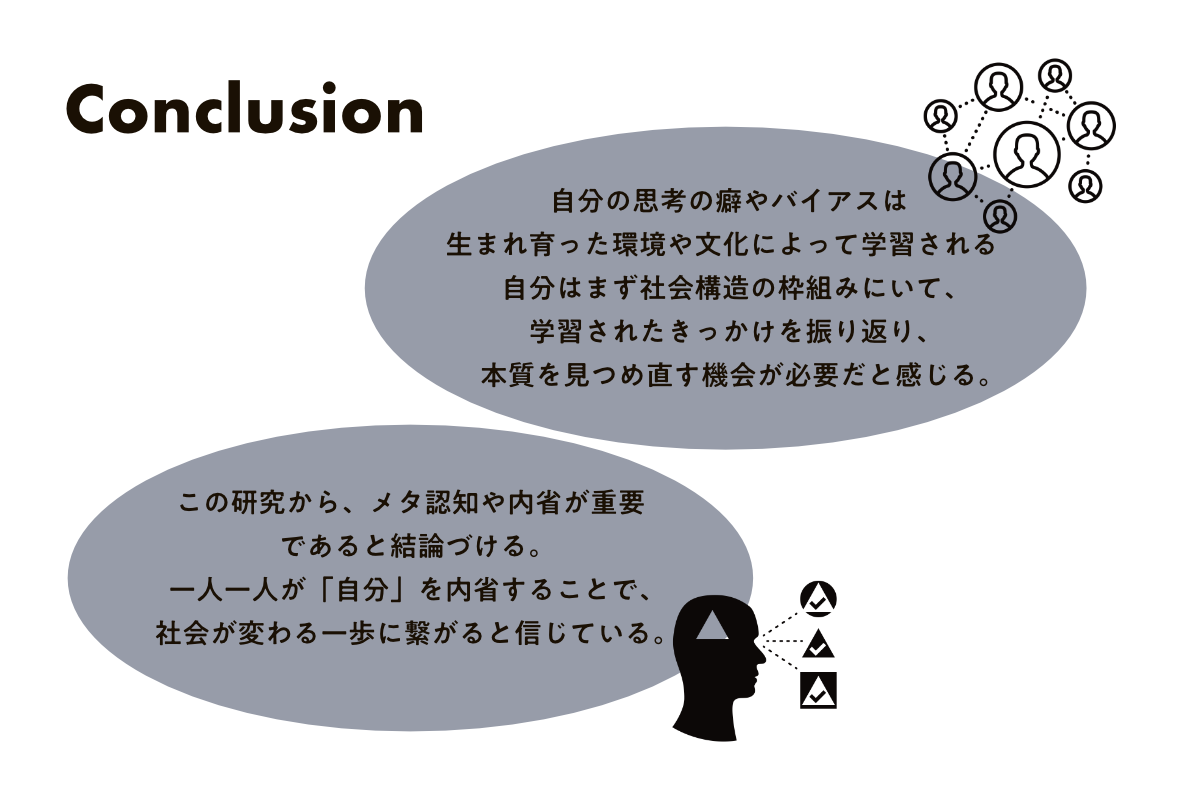 Conclusion
自分の思考の癖やバイアスは
生まれ育った環境や文化によって学習される
自分はまず社会構造の枠組みにいて、
学習されたきっかけを振り返り、
本質を見つめ直す機会が必要だと感じる。
この研究から、メタ認知や内省が重要
であると結論づける。
一人一人が「自分」を内省することで、
社会が変わる一歩に繋がると信じている。